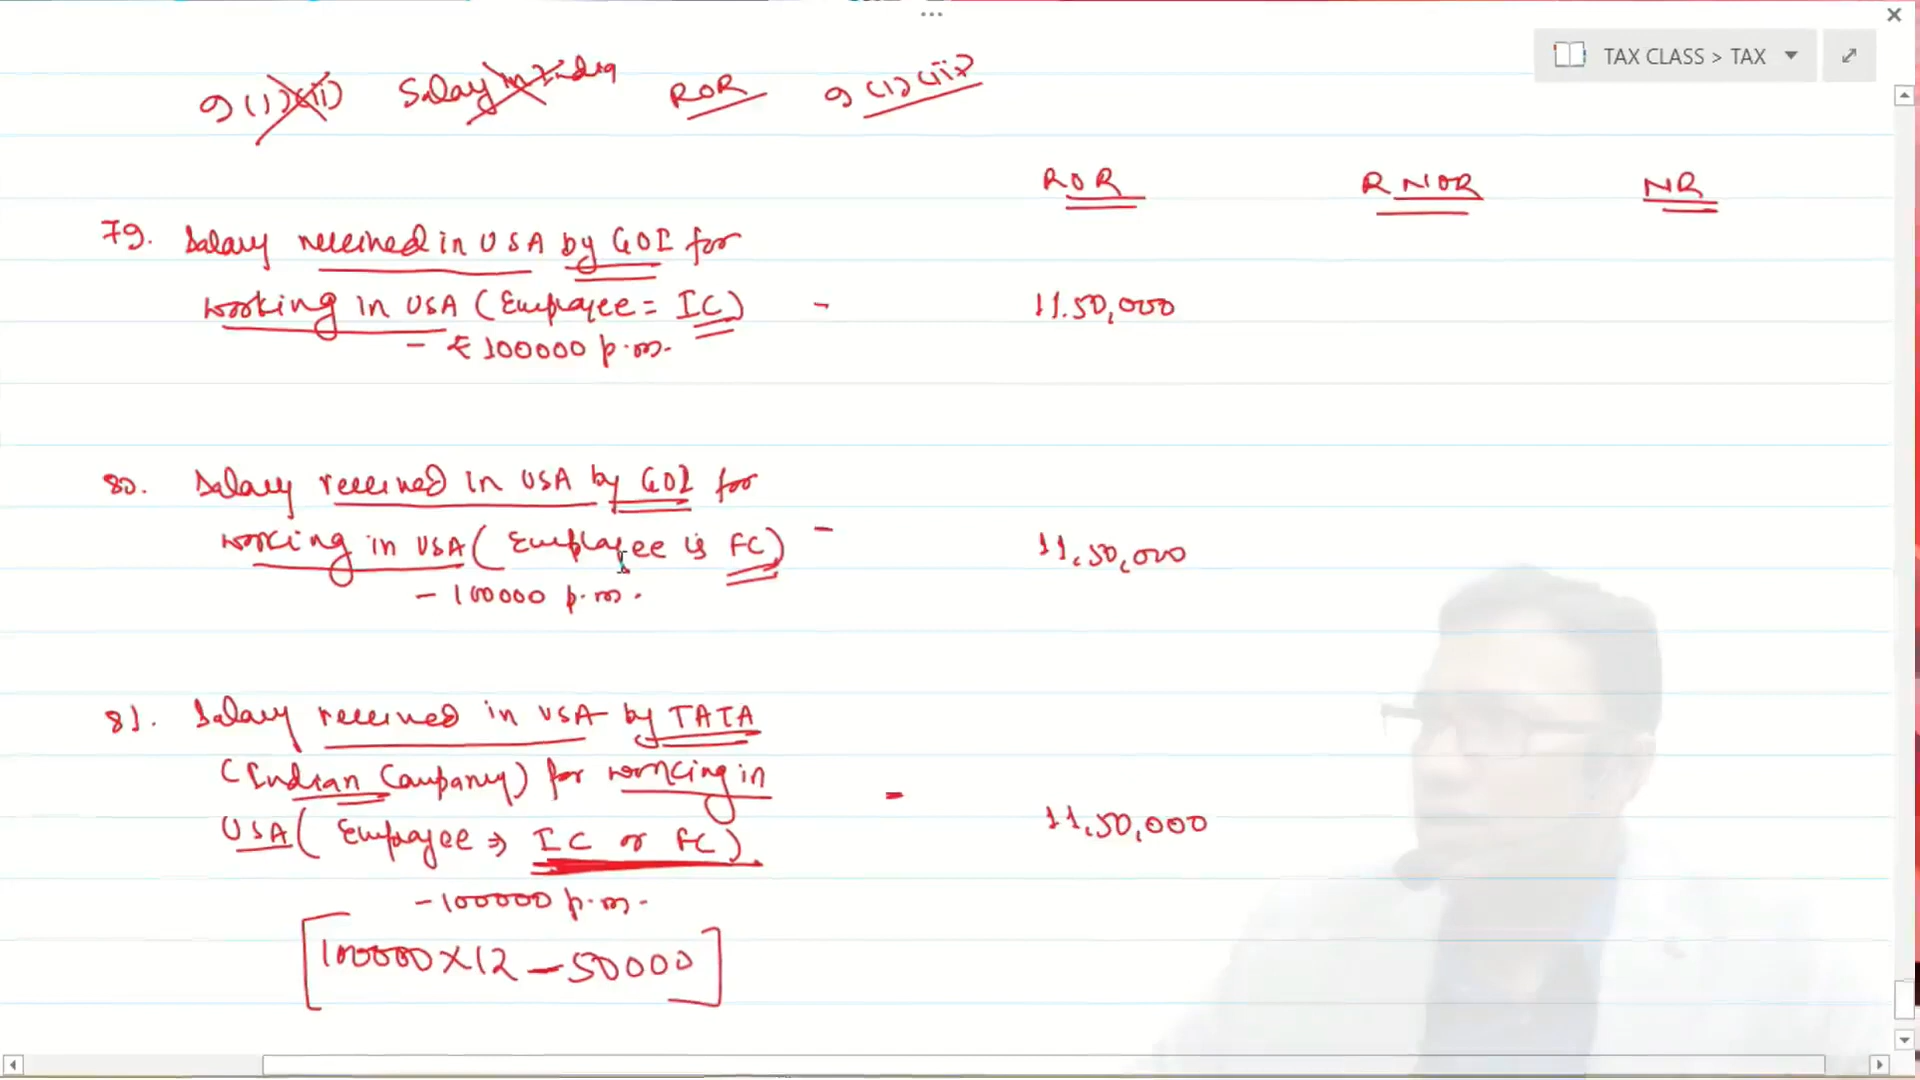 ...
TAX CLASS > TAX
9(1)(ii) Salary in India ROR 9(1)(iii)
ROR RNOR NR
79. Salary received in USA by GOI for
working in USA (Employee = IC) - 11.50,000
- ₹ 100000 p.m.
80. Salary received in USA by GOI for
working in USA (Employee is FC) - 11,50,000
- 100000 p.m.
81. Salary received in USA by TATA
(Indian Company) for working in
USA (Employee ⇒ IC or FC) = 11,50,000
- 100000 p.m.
[100000 × 12 - 50000]